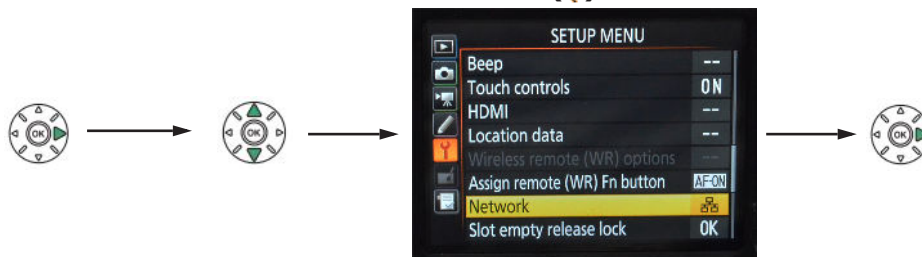 SETUP MENU
Beep --
Touch controls ON
HDMI --
Location data --
Wireless remote (WR) options --
Assign remote (WR) Fn button AF-ON
Network
Slot empty release lock OK
OK
OK
OK